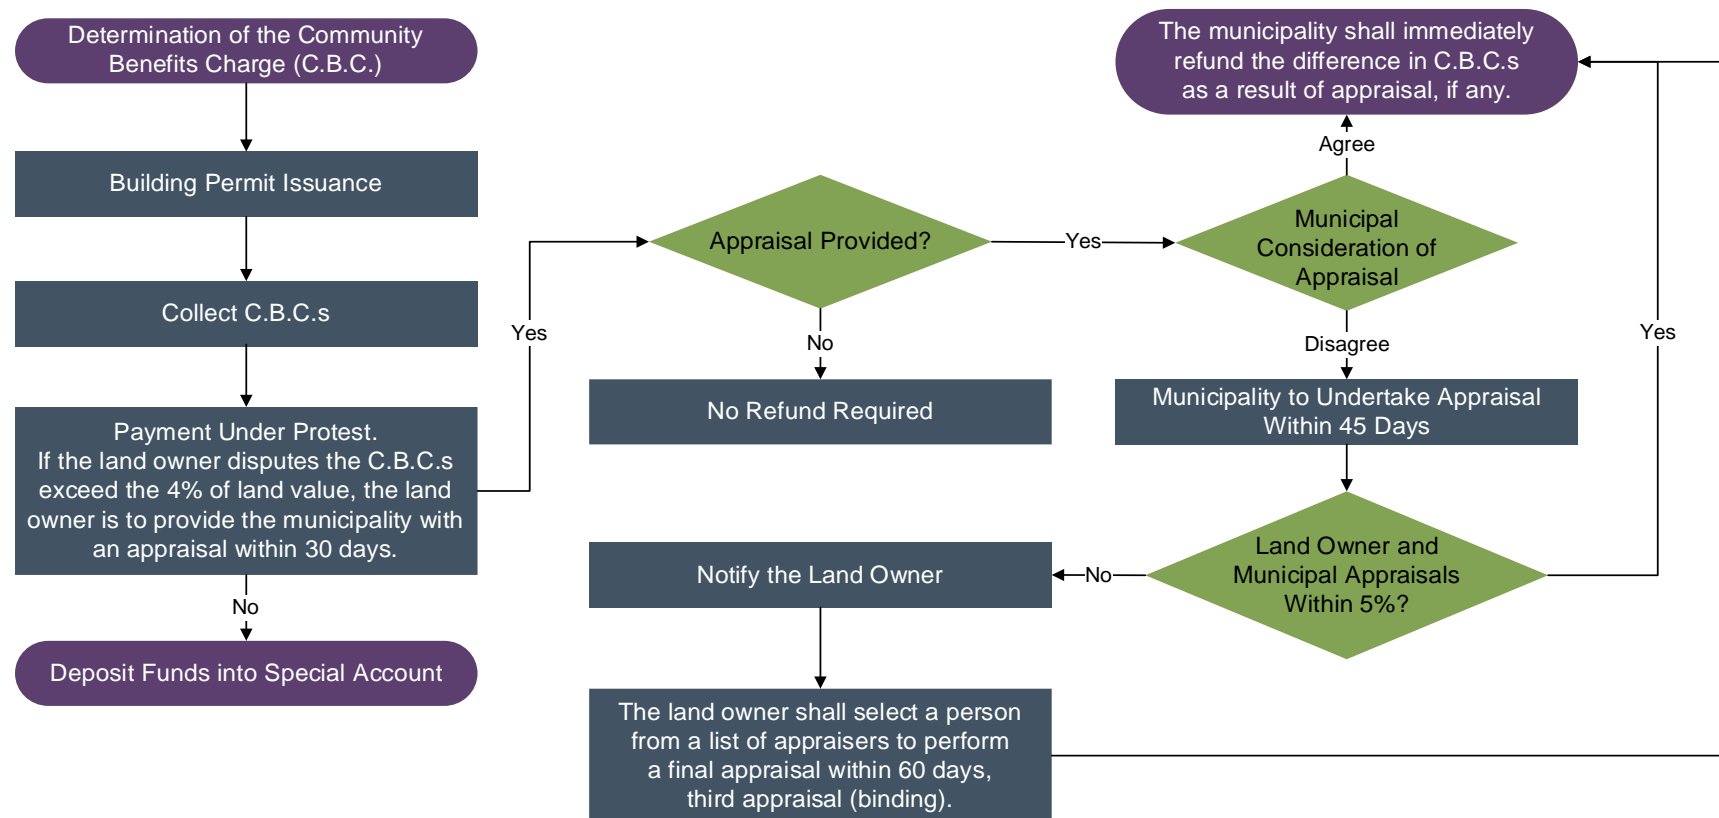 Determination of the Community
Benefits Charge (C.B.C.)
Building Permit Issuance
Collect C.B.C.s
Payment Under Protest.
If the land owner disputes the C.B.C.s
exceed the 4% of land value, the land
owner is to provide the municipality with
an appraisal within 30 days.
No
Deposit Funds into Special Account
Yes
Appraisal Provided?
No
No Refund Required
Yes
Municipal
Consideration of
Appraisal
Agree
The municipality shall immediately
refund the difference in C.B.C.s
as a result of appraisal, if any.
Disagree
Municipality to Undertake Appraisal
Within 45 Days
Land Owner and
Municipal Appraisals
Within 5%?
Yes
No
Notify the Land Owner
The land owner shall select a person
from a list of appraisers to perform
a final appraisal within 60 days,
third appraisal (binding).